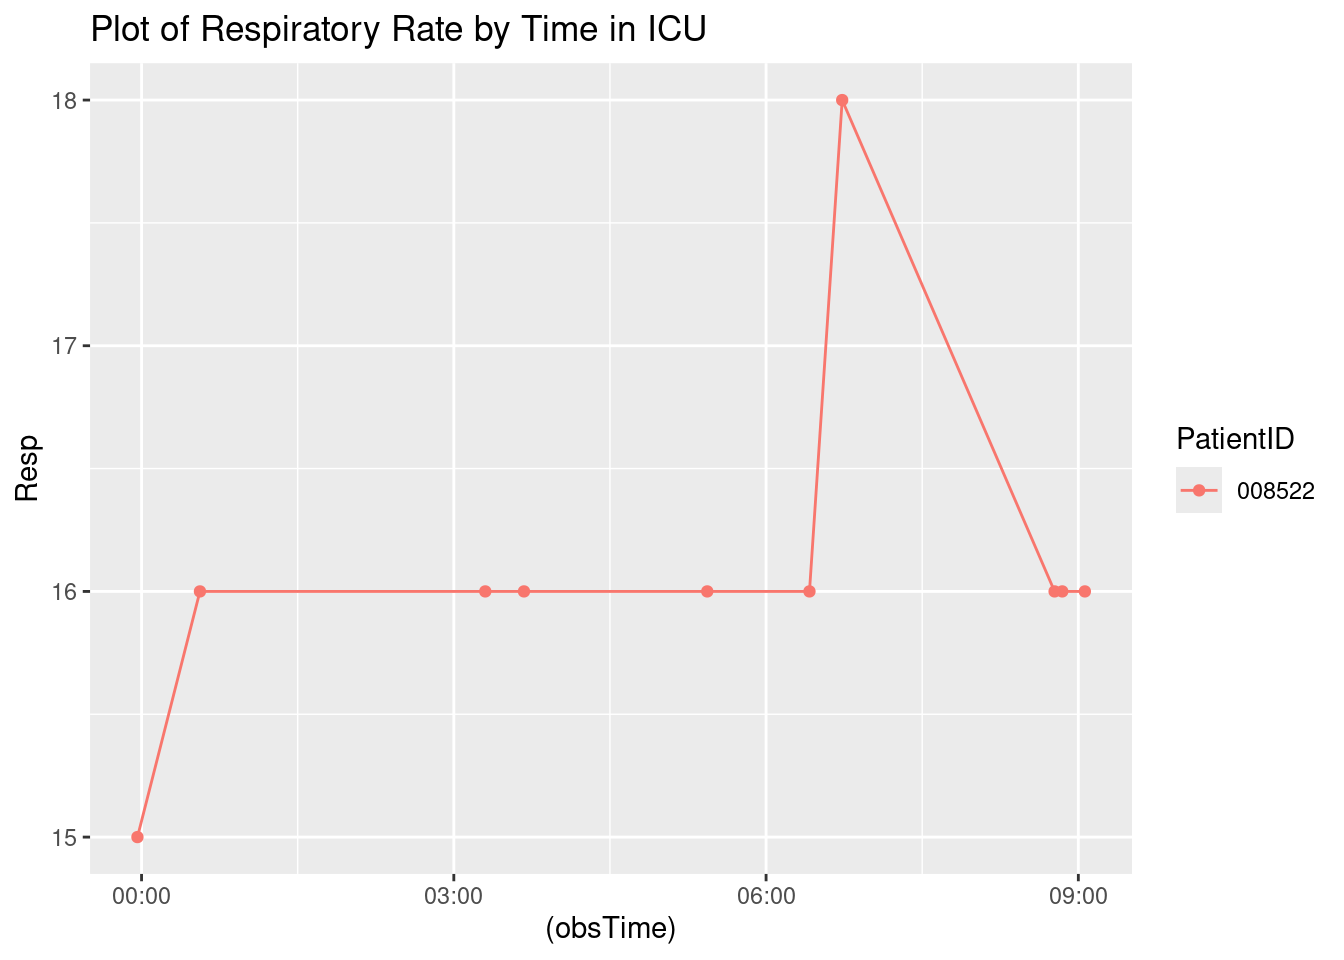 Plot of Respiratory Rate by Time in ICU
18
17
16
15
Resp
00:00
03:00
06:00
09:00
(obsTime)
PatientID
008522